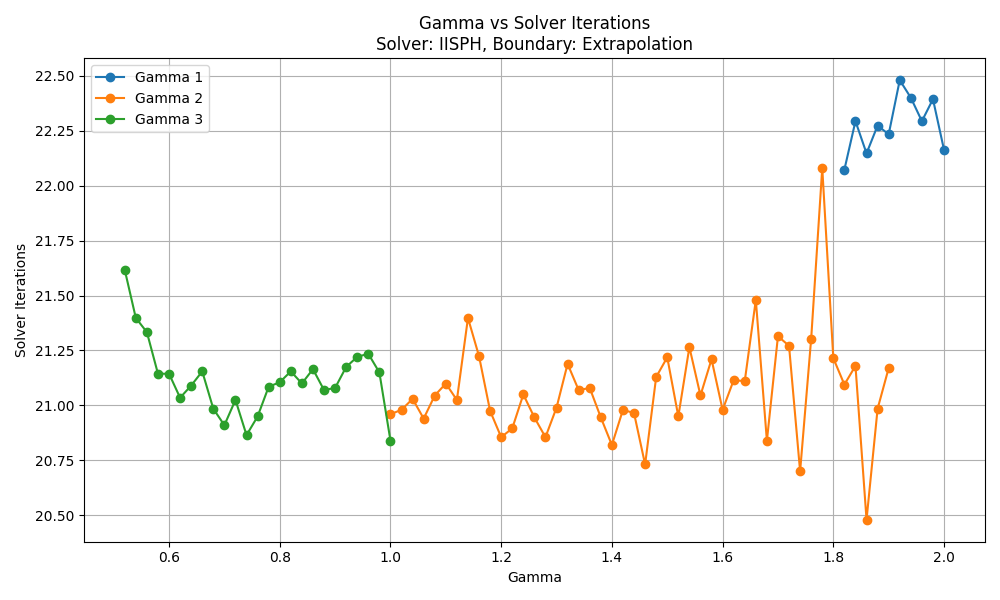 Gamma vs Solver Iterations
Solver: IISPH, Boundary: Extrapolation
Gamma 1
Gamma 2
Gamma 3
Solver Iterations
22.50
22.25
22.00
21.75
21.50
21.25
21.00
20.75
20.50
0.6 0.8 1.0 1.2 1.4 1.6 1.8 2.0
Gamma